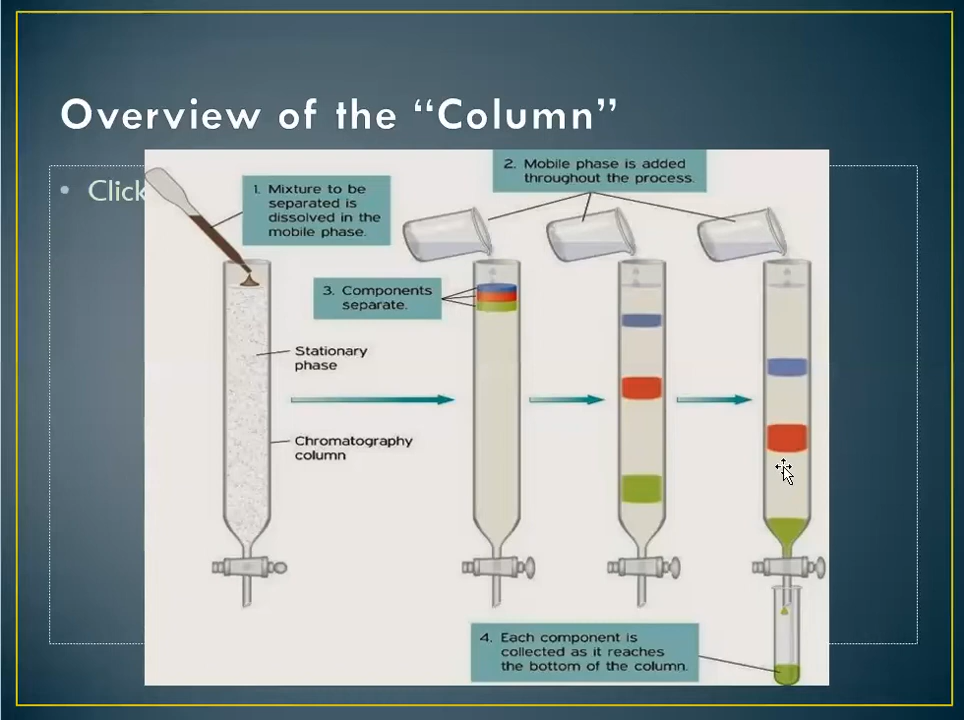 Overview of the “Column”
• Click
1. Mixture to be
separated is
dissolved in the
mobile phase.
2. Mobile phase is added
throughout the process.
3. Components
separate.
Stationary
phase
Chromatography
column
4. Each component is
collected as it reaches
the bottom of the column.